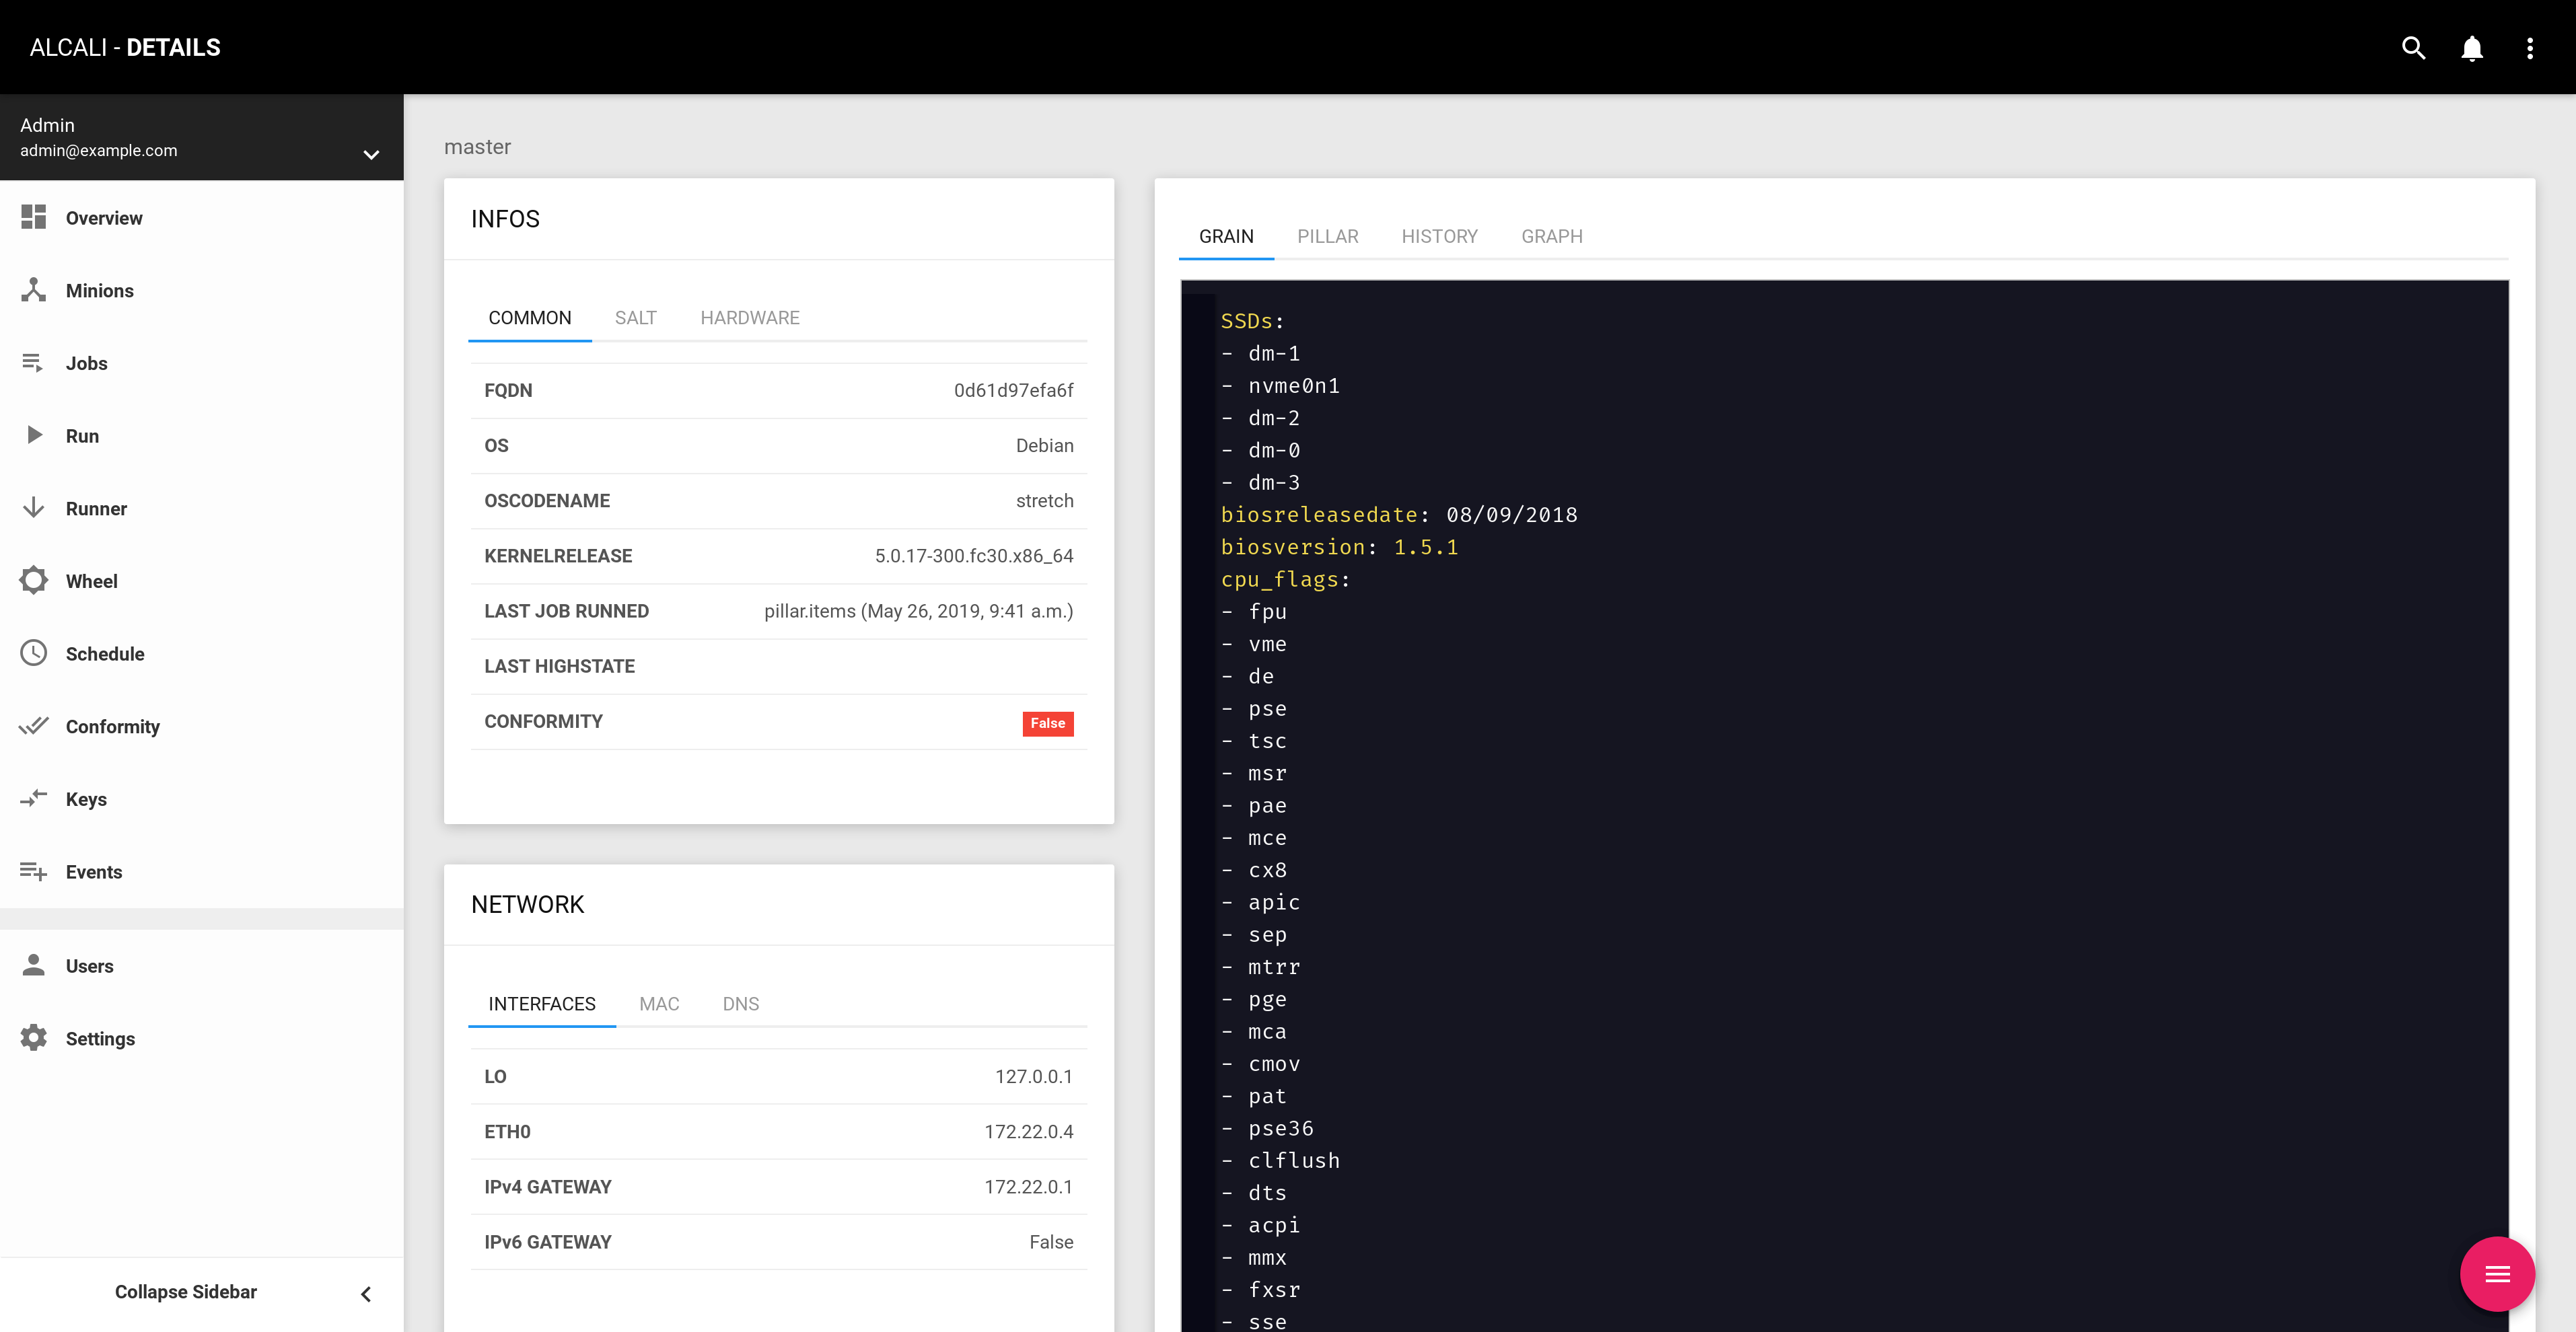 ALCALI - DETAILS
Admin
admin@example.com
Overview
Minions
Jobs
Run
Runner
Wheel
Schedule
Conformity
Keys
Events
Users
Settings
Collapse Sidebar
master
INFOS
COMMON SALT HARDWARE
FQDN 0d61d97efa6f
OS Debian
OSCODENAME stretch
KERNELRELEASE 5.0.17-300.fc30.x86_64
LAST JOB RUNNED pillar.items (May 26, 2019, 9:41 a.m.)
LAST HIGHSTATE
CONFORMITY False
NETWORK
INTERFACES MAC DNS
LO 127.0.0.1
ETH0 172.22.0.4
IPv4 GATEWAY 172.22.0.1
IPv6 GATEWAY False
GRAIN PILLAR HISTORY GRAPH
SSDs:
- dm-1
- nvme0n1
- dm-2
- dm-0
- dm-3
biosreleasedate: 08/09/2018
biosversion: 1.5.1
cpu_flags:
- fpu
- vme
- de
- pse
- tsc
- msr
- pae
- mce
- cx8
- apic
- sep
- mtrr
- pge
- mca
- cmov
- pat
- pse36
- clflush
- dts
- acpi
- mmx
- fxsr
- sse